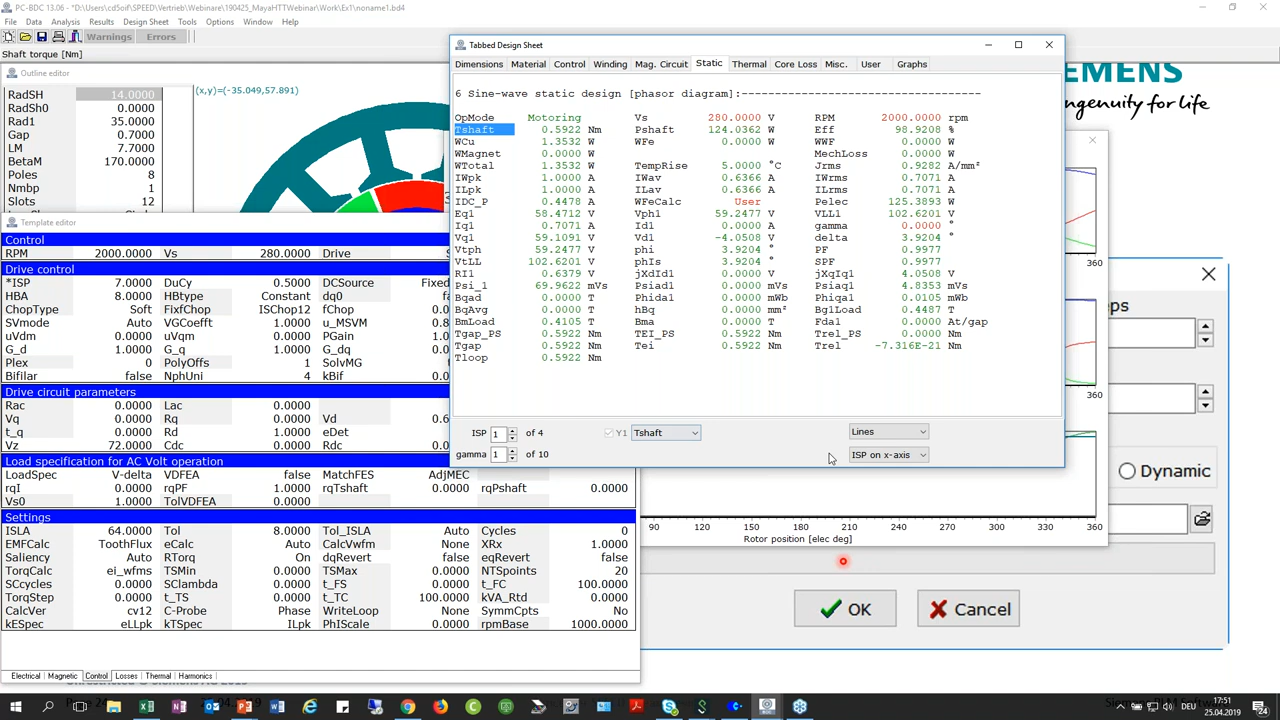 PC-BDC 13.06 - *D:\Users\cdSoif\SPEED\Vertrieb\Webinare\190425_MayaHTTWebinar\Work\Ex1\noname1.bd4
File Data Analysis Results Design Sheet Tools Options Window Help
Warnings Errors
Shaft torque [Nm]
Outline editor
RadSH 14.0000
RadSh0 0.0000
Rad1 35.0000
Gap 0.7000
LM 7.7000
BetaM 170.0000
Poles 8
Nmbp 1
Slots 12
(x,y)=(-35.049,57.891)
SIEMENS
Ingenuity for life
Template editor
Control
RPM 2000.0000 Vs 280.0000 Drive
Drive control
*ISP 7.0000 DuCy 0.5000 DCSource Fixed
HBA 8.0000 HBtype Constant dq0
ChopType Soft FixfChop ISChop12 fChop
SVmode Auto VGCoefft 1.0000 u_MSVM 0.8
uVdm 0.0000 uVqm 0.0000 PGain 1.0
G_d 1.0000 G_q 1.0000 G_dq 0.0
Plex 0 PolyOffs 1 SolvMG
Bifilar false NphUni 4 kBif 0.0
Drive circuit parameters
Rac 0.0000 Lac 0.0000
Vq 0.0000 Rq 0.0000 Vd 0.6
t_q 0.0000 Rd 1.0000 eDet
Vz 72.0000 Cdc 0.0000 Rdc 0.0
Load specification for AC Volt operation
LoadSpec V-delta VDFEA false MatchFES AdjMEC
rqI 0.0000 rqPF 1.0000 rqTshaft 0.0000 rqPshaft 0.0000
Vs0 1.0000 TolVDFEA 0.0000
Settings
ISLA 64.0000 Tol 8.0000 Tol_ISLA Auto Cycles 0
EMFCalc ToothFlux eCalc Auto CalcVwfm None XRx 1.0000
Saliency Auto RTorq On dqRevert false eqRevert false
TorqCalc ei_wfms TSMin 0.0000 TSMax 0.0000 NTSpoints 20
SCcycles 0.0000 SClambda 0.0000 t_FS 0.0000 t_FC 100.0000
TorqStep 0.0000 t_TS 0.0000 t_TC 100.0000 kVA_Rtd 0.0000
CalcVer cv12 C-Probe Phase WriteLoop None SymmCpts No
kESpec eLLpk kTSpec ILpk PhIScale 0.0000 rpmBase 1000.0000
Electrical Magnetic Control Losses Thermal Harmonics
Tabbed Design Sheet
Dimensions Material Control Winding Mag. Circuit Static Thermal Core Loss Misc. User Graphs
6 Sine-wave static design [phasor diagram]:-----------------------------------
OpMode Motoring Vs 280.0000 V RPM 2000.0000 rpm
Tshaft 0.5922 Nm Pshaft 124.0362 W Eff 98.9208 %
WCu 1.3532 W WFe 0.0000 W WWF 0.0000 W
WMagnet 0.0000 W MechLoss 0.0000 W
WTotal 1.3532 W TempRise 5.0000 °C Jrms 0.9282 A/mm²
IWpk 1.0000 A IWav 0.6366 A IWrms 0.7071 A
ILpk 1.0000 A ILav 0.6366 A ILrms 0.7071 A
IDC_P 0.4478 A WFeCalc User Pelec 125.3893 W
Eq1 58.4712 V Vph1 59.2477 V VLL1 102.6201 V
Iq1 0.7071 A Id1 0.0000 A gamma 0.0000 °
Vq1 59.1091 V Vd1 -4.0508 V delta 3.9204 °
Vtph 59.2477 V phi 3.9204 ° PF 0.9977
VtLL 102.6201 V phIs 3.9204 ° SPF 0.9977
RI1 0.6379 V jXdId1 0.0000 V jXqIq1 4.0508 V
Psi_1 69.9622 mVs Psiad1 0.0000 mVs Psiaq1 4.8353 mVs
Bqad 0.0000 T Phida1 0.0000 mWb Phiqa1 0.0105 mWb
BqAvg 0.0000 T hBq 0.0000 mm² BglLoad 0.4487 T
BmLoad 0.4105 T Bma 0.0000 T Fda1 0.0000 At/gap
Tgap_PS 0.5922 Nm TEI_PS 0.5922 Nm Trel_PS 0.0000 Nm
Tgap 0.5922 Nm Tei 0.5922 Nm Trel -7.316E-21 Nm
Tloop 0.5922 Nm
ISP 1 of 4 Y1 Tshaft Lines
gamma 1 of 10 ISP on x-axis
360
360
90 120 150 180 210 240 270 300 330 360
Rotor position [elec deg]
Dynamic
OK Cancel
DEU 17:51
25.04.2019 24